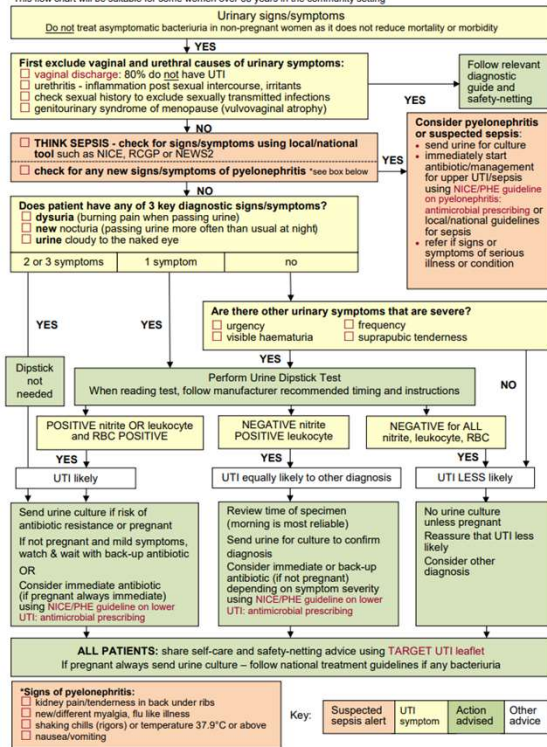 This flow chart will be suitable for some women over 65 years in the community setting
Urinary signs/symptoms
Do not treat asymptomatic bacteriuria in non-pregnant women as it does not reduce mortality or morbidity
YES
First exclude vaginal and urethral causes of urinary symptoms:
vaginal discharge: 80% do not have UTI
urethritis - inflammation post sexual intercourse, irritants
check sexual history to exclude sexually transmitted infections
genitourinary syndrome of menopause (vulvovaginal atrophy)
YES
Follow relevant
diagnostic
guide and
safety-netting
NO
THINK SEPSIS - check for signs/symptoms using local/national
tool such as NICE, RCGP or NEWS2
check for any new signs/symptoms of pyelonephritis *see box below
YES
Consider pyelonephritis
or suspected sepsis:
send urine for culture
immediately start
antibiotic/management
for upper UTI/sepsis
using NICE/PHE guideline
on pyelonephritis:
antimicrobial prescribing or
local/national guidelines
for sepsis
refer if signs or
symptoms of serious
illness or condition
NO
Does patient have any of 3 key diagnostic signs/symptoms?
dysuria (burning pain when passing urine)
new nocturia (passing urine more often than usual at night)
urine cloudy to the naked eye
2 or 3 symptoms
1 symptom
no
Are there other urinary symptoms that are severe?
urgency
frequency
visible haematuria
suprapubic tenderness
YES
YES
YES
NO
Dipstick
not
needed
Perform Urine Dipstick Test
When reading test, follow manufacturer recommended timing and instructions
POSITIVE nitrite OR leukocyte
and RBC POSITIVE
NEGATIVE nitrite
POSITIVE leukocyte
NEGATIVE for ALL
nitrite, leukocyte, RBC
YES
YES
YES
UTI likely
UTI equally likely to other diagnosis
UTI LESS likely
Send urine culture if risk of
antibiotic resistance or pregnant
If not pregnant and mild symptoms,
watch & wait with back-up antibiotic
OR
Consider immediate antibiotic
(if pregnant always immediate)
using NICE/PHE guideline on lower
UTI: antimicrobial prescribing
Review time of specimen
(morning is most reliable)
Send urine for culture to confirm
diagnosis
Consider immediate or back-up
antibiotic (if not pregnant)
depending on symptom severity
using NICE/PHE guideline on lower
UTI: antimicrobial prescribing
No urine culture
unless pregnant
Reassure that UTI less
likely
Consider other
diagnosis
ALL PATIENTS: share self-care and safety-netting advice using TARGET UTI leaflet
If pregnant always send urine culture – follow national treatment guidelines if any bacteriuria
*Signs of pyelonephritis:
kidney pain/tenderness in back under ribs
new/different myalgia, flu like illness
shaking chills (rigors) or temperature 37.9°C or above
nausea/vomiting
Key:
Suspected
sepsis alert
UTI
symptom
Action
advised
Other
advice